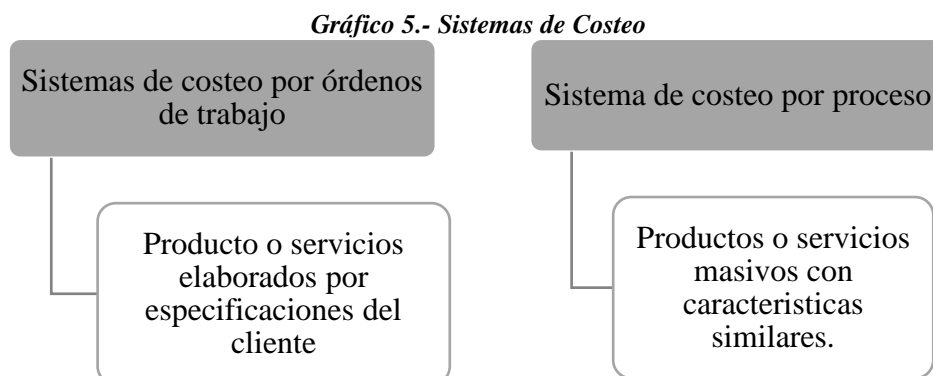 Gráfico 5.- Sistemas de Costeo
Sistemas de costeo por órdenos
de trabajo
Producto o servicios
elaborados por
especificaciones del
cliente
Sistema de costeo por proceso
Productos o servicios
masivos con
caracteristicas
similares.